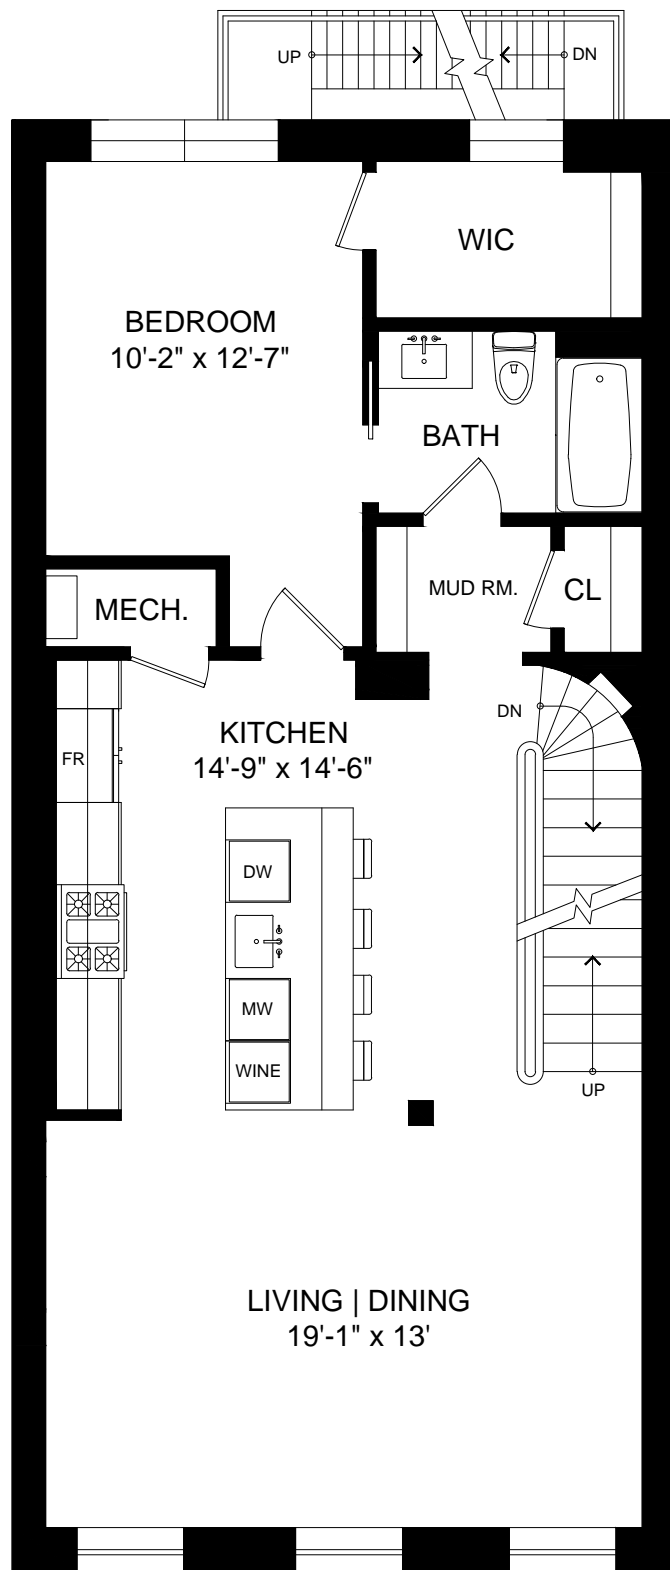 UP
DN
WIC
BEDROOM
10'-2" x 12'-7"
BATH
MECH.
MUD RM.
CL
DN
KITCHEN
14'-9" x 14'-6"
FR
DW
MW
WINE
UP
LIVING | DINING
19'-1" x 13'